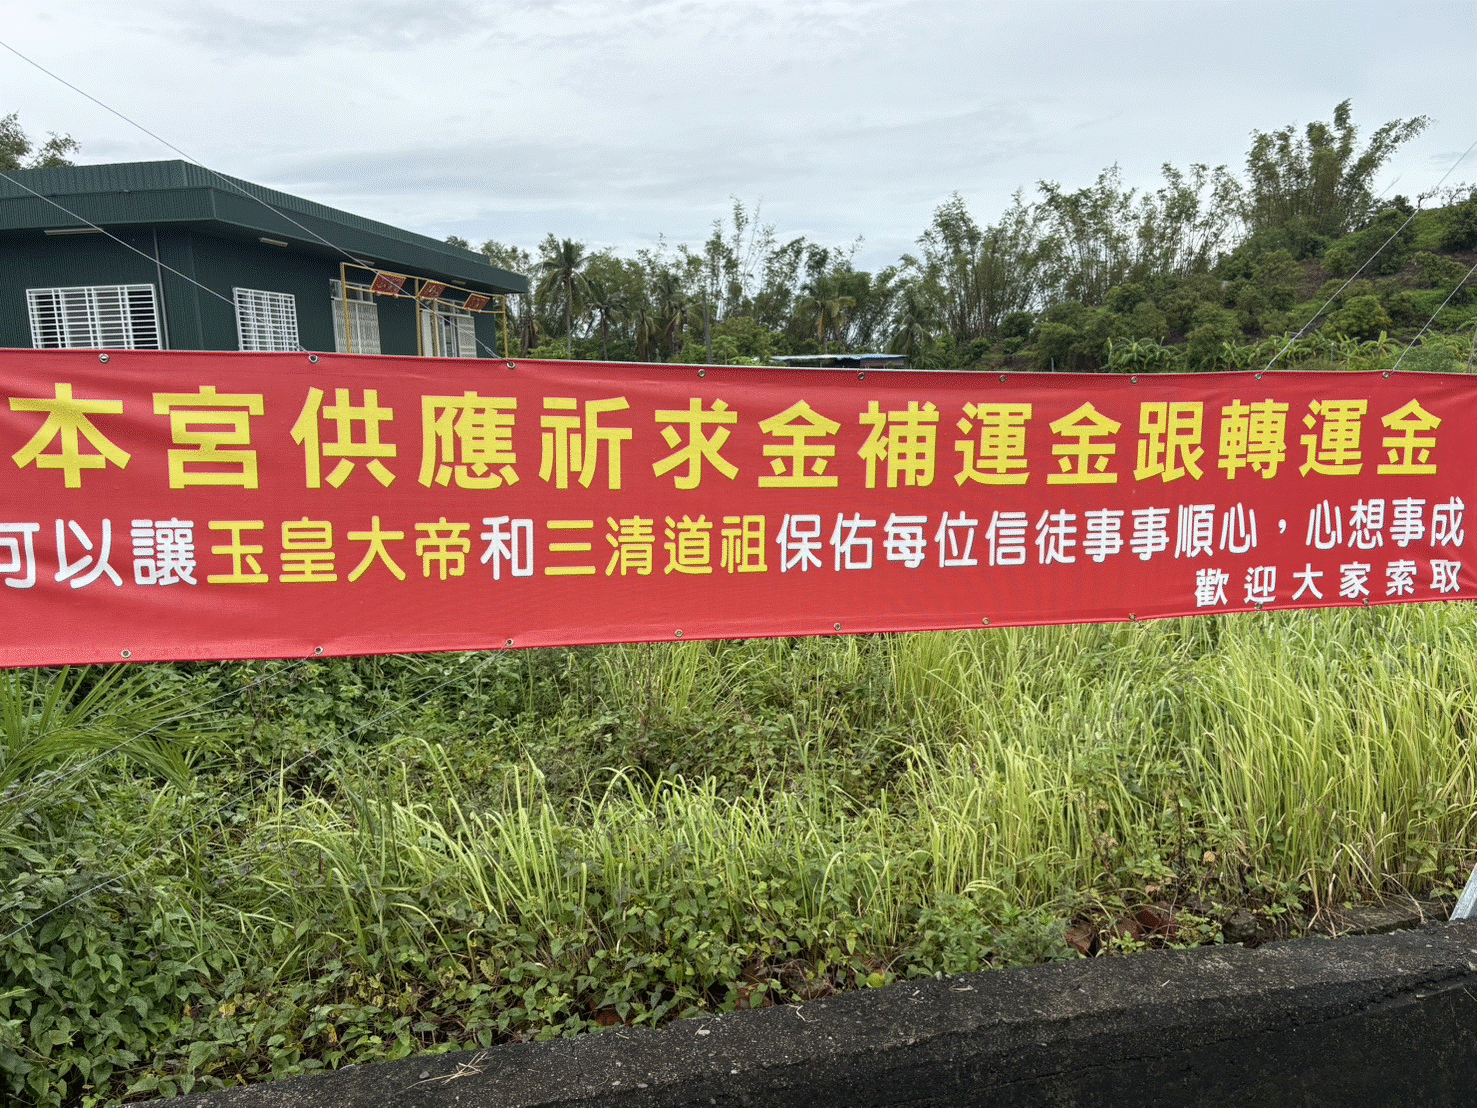 本宮供應祈求金補運金跟轉運金
可以讓玉皇大帝和三清道祖保佑每位信徒事事順心，心想事成
歡迎大家索取